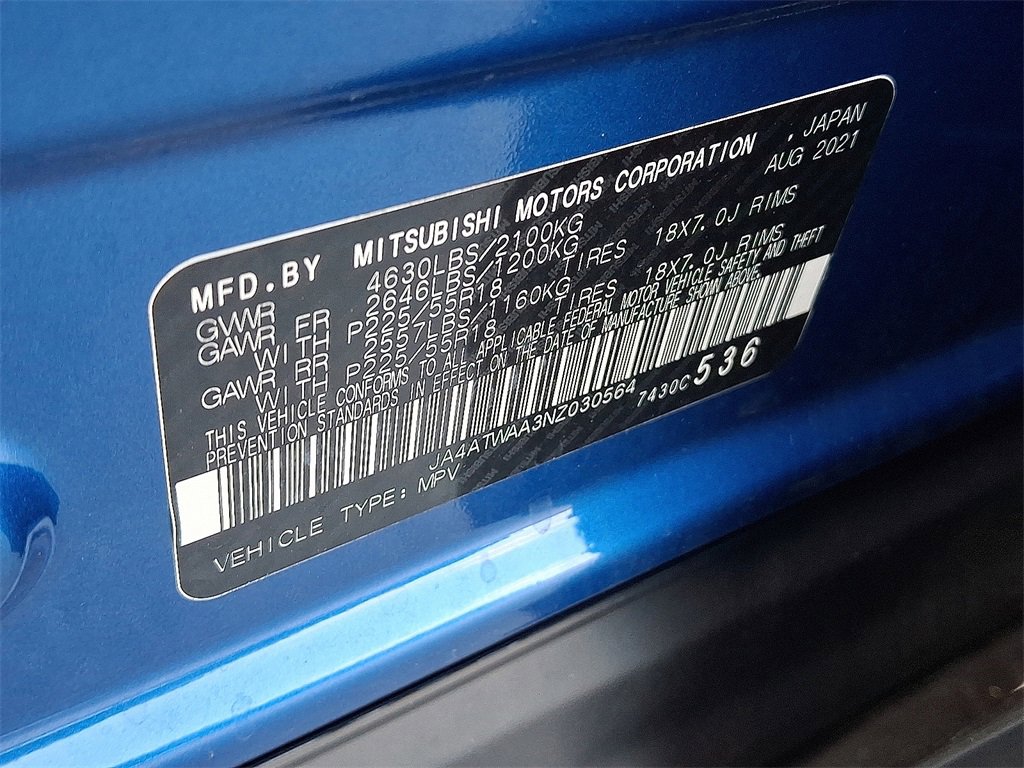 MFD.BY MITSUBISHI MOTORS CORPORATION , JAPAN
AUG 2021
GVWR 4630LBS/2100KG
GAWR FR 2646LBS/1200KG
WITH P225/55R18 TIRES 18X7.0J RIMS
GAWR RR 2557LBS/1160KG
WITH P225/55R18 TIRES 18X7.0J RIMS
THIS VEHICLE CONFORMS TO ALL APPLICABLE FEDERAL MOTOR VEHICLE SAFETY AND THEFT
PREVENTION STANDARDS IN EFFECT ON THE DATE OF MANUFACTURE SHOWN ABOVE.
JA4ATWAA3NZ030564 7430C 536
VEHICLE TYPE: MPV